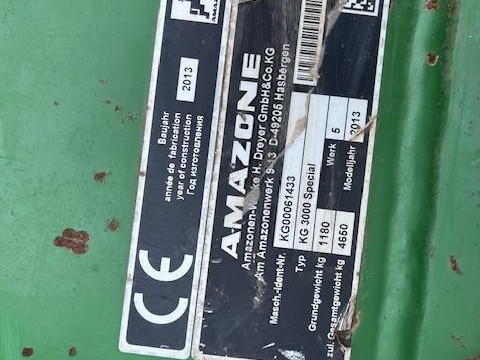 Baujahr
année de fabrication
year of construction
Год изготовления
2013
CE
AMAZONE
Amazonen-Werke H. Dreyer GmbH&Co.KG
Am Amazonenwerk 9-13 D-49205 Hasbergen
Masch.-Ident-Nr. KG00061433
Typ KG 3000 Special
Grundgewicht kg 1180 Werk 5
zul. Gesamtgewicht kg 4650 Modelljahr 2013